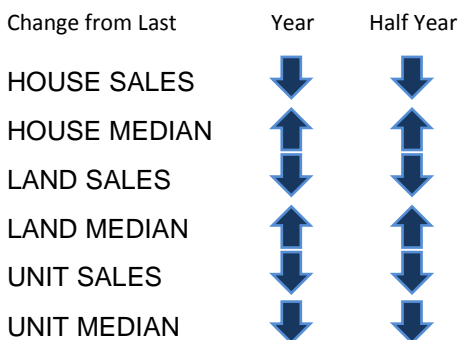 Change from Last Year Half Year
HOUSE SALES
HOUSE MEDIAN
LAND SALES
LAND MEDIAN
UNIT SALES
UNIT MEDIAN